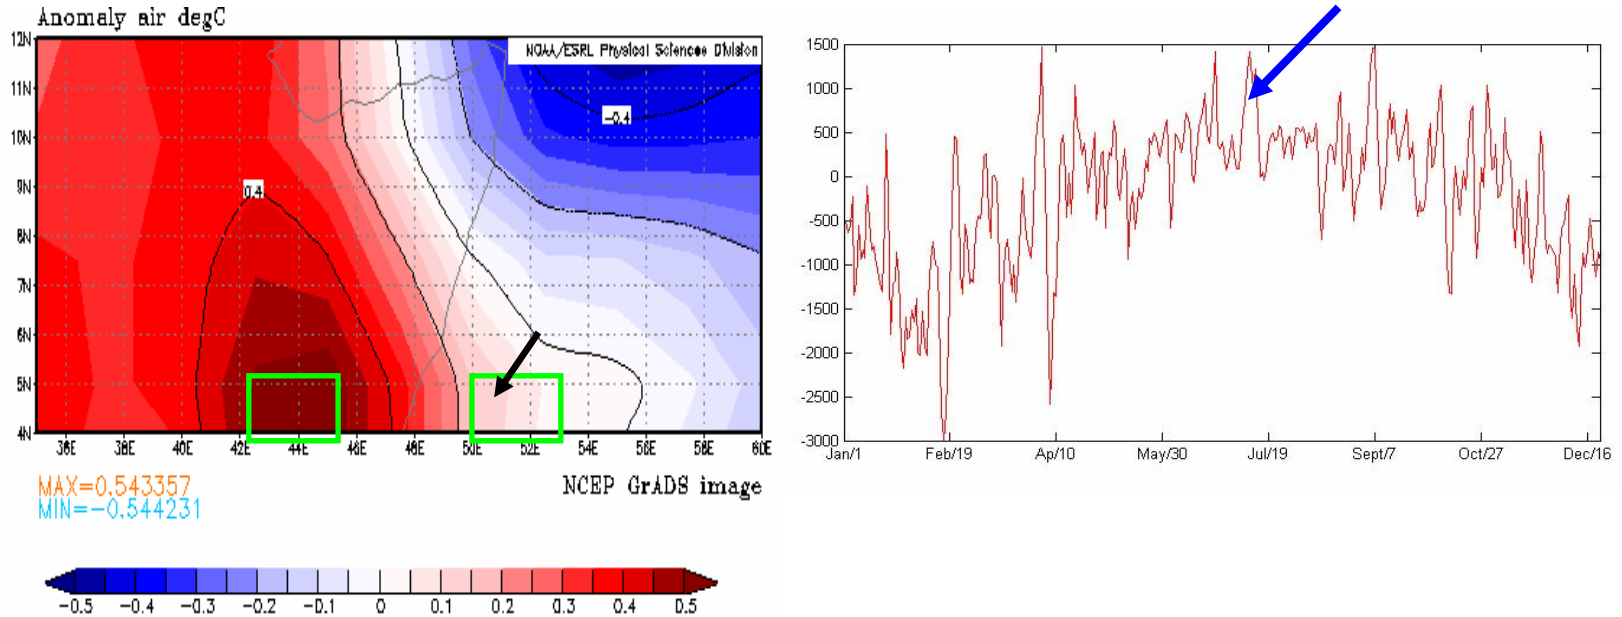 Anomaly air degC
NOAA/ESRL Physical Sciences Division
12N
11N
10N
9N
8N
7N
6N
5N
4N
-0.4
0.4
36E 38E 40E 42E 44E 46E 48E 50E 52E 54E 56E 58E 60E
MAX=0.543357
MIN=-0.544231
NCEP GrADS image
-0.5 -0.4 -0.3 -0.2 -0.1 0 0.1 0.2 0.3 0.4 0.5
1500
1000
500
0
-500
-1000
-1500
-2000
-2500
-3000
Jan/1 Feb/19 Ap/10 May/30 Jul/19 Sept/7 Oct/27 Dec/16